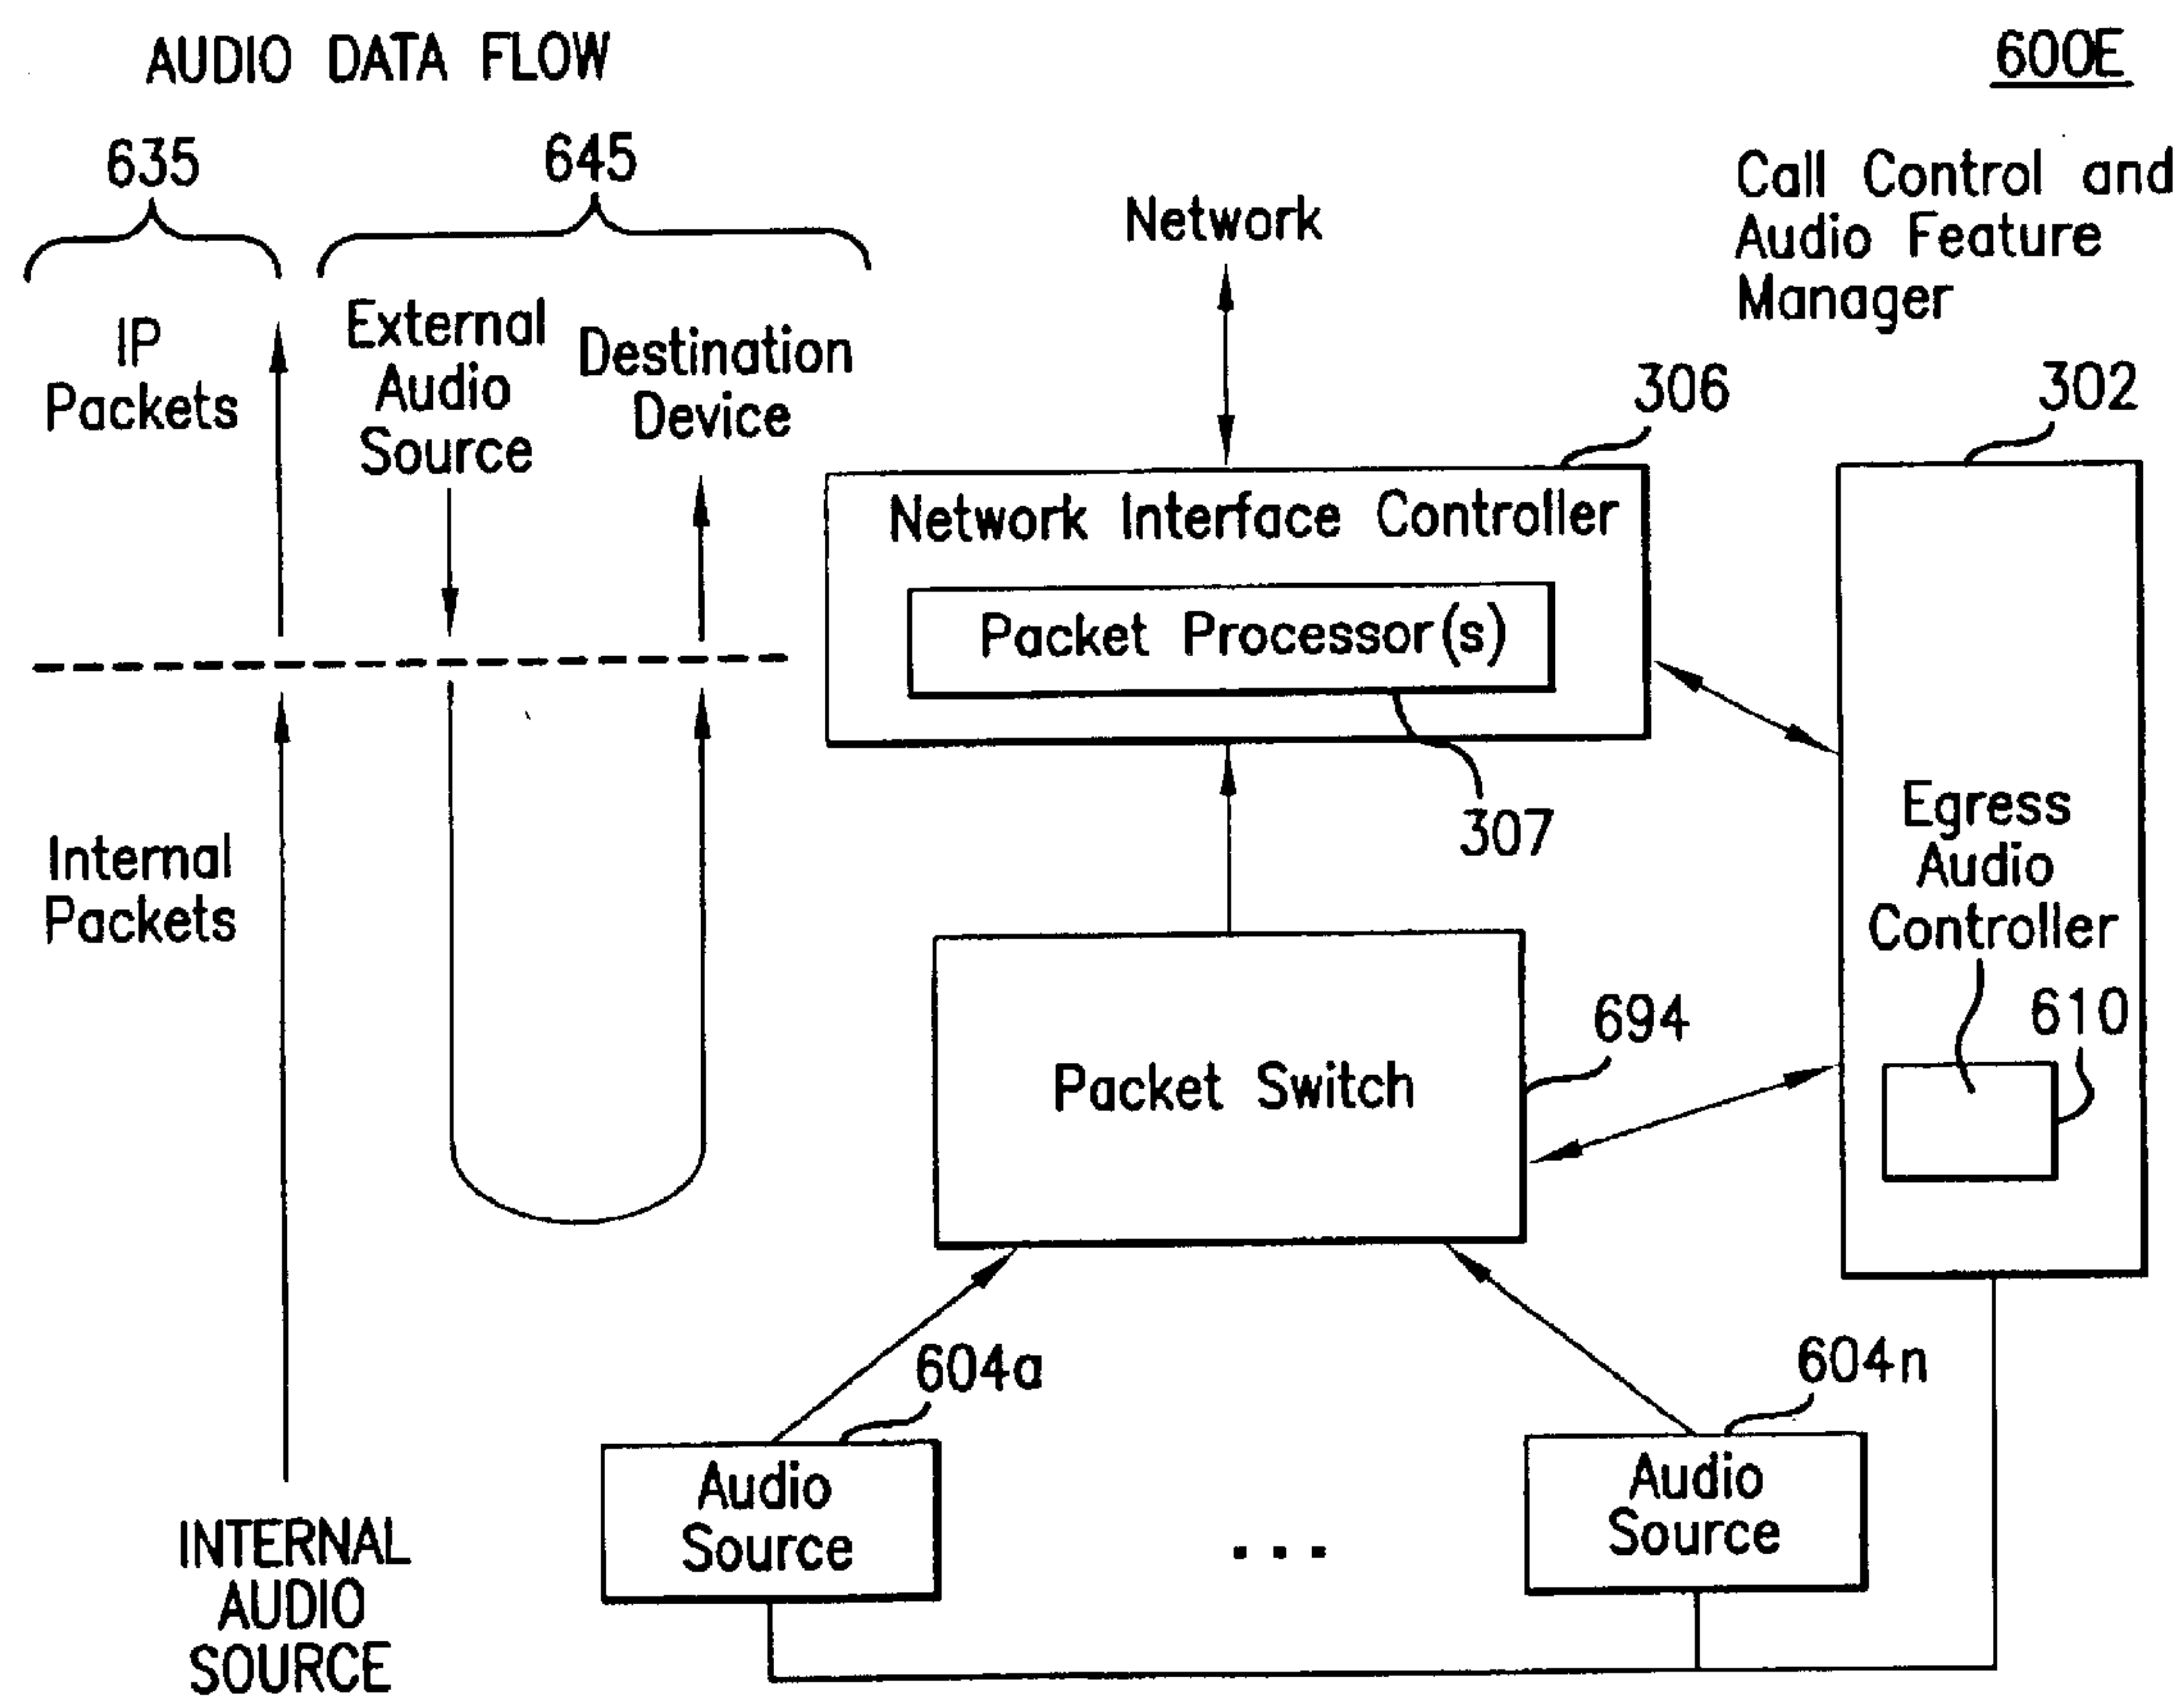 AUDIO DATA FLOW
600E
635
645
IP
Packets
External
Audio
Source
Destination
Device
Network
Call Control and
Audio Feature
Manager
306
302
Network Interface Controller
Packet Processor(s)
307
Internal
Packets
Egress
Audio
Controller
610
Packet Switch
694
604a
604n
Audio
Source
...
Audio
Source
INTERNAL
AUDIO
SOURCE